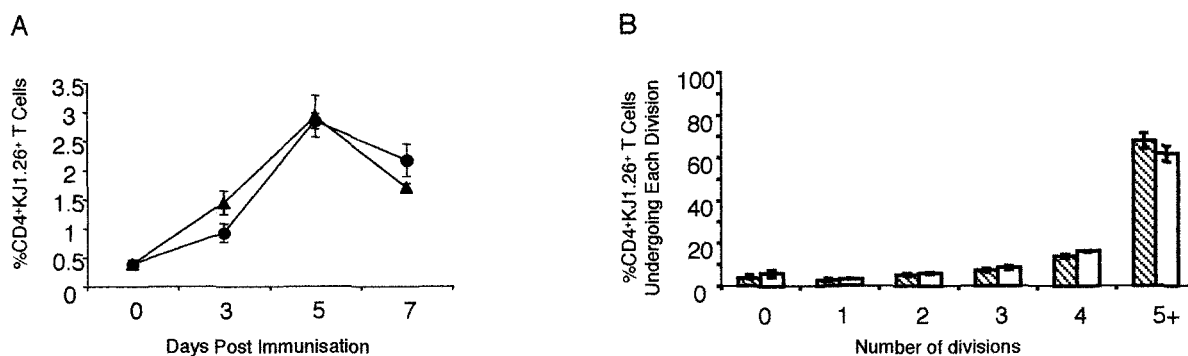 A
%CD4+KJ1.26+ T Cells
3.5
3
2.5
2
1.5
1
0.5
0
0 3 5 7
Days Post Immunisation
B
%CD4+KJ1.26+ T Cells
Undergoing Each Division
100
80
60
40
20
0
0 1 2 3 4 5+
Number of divisions